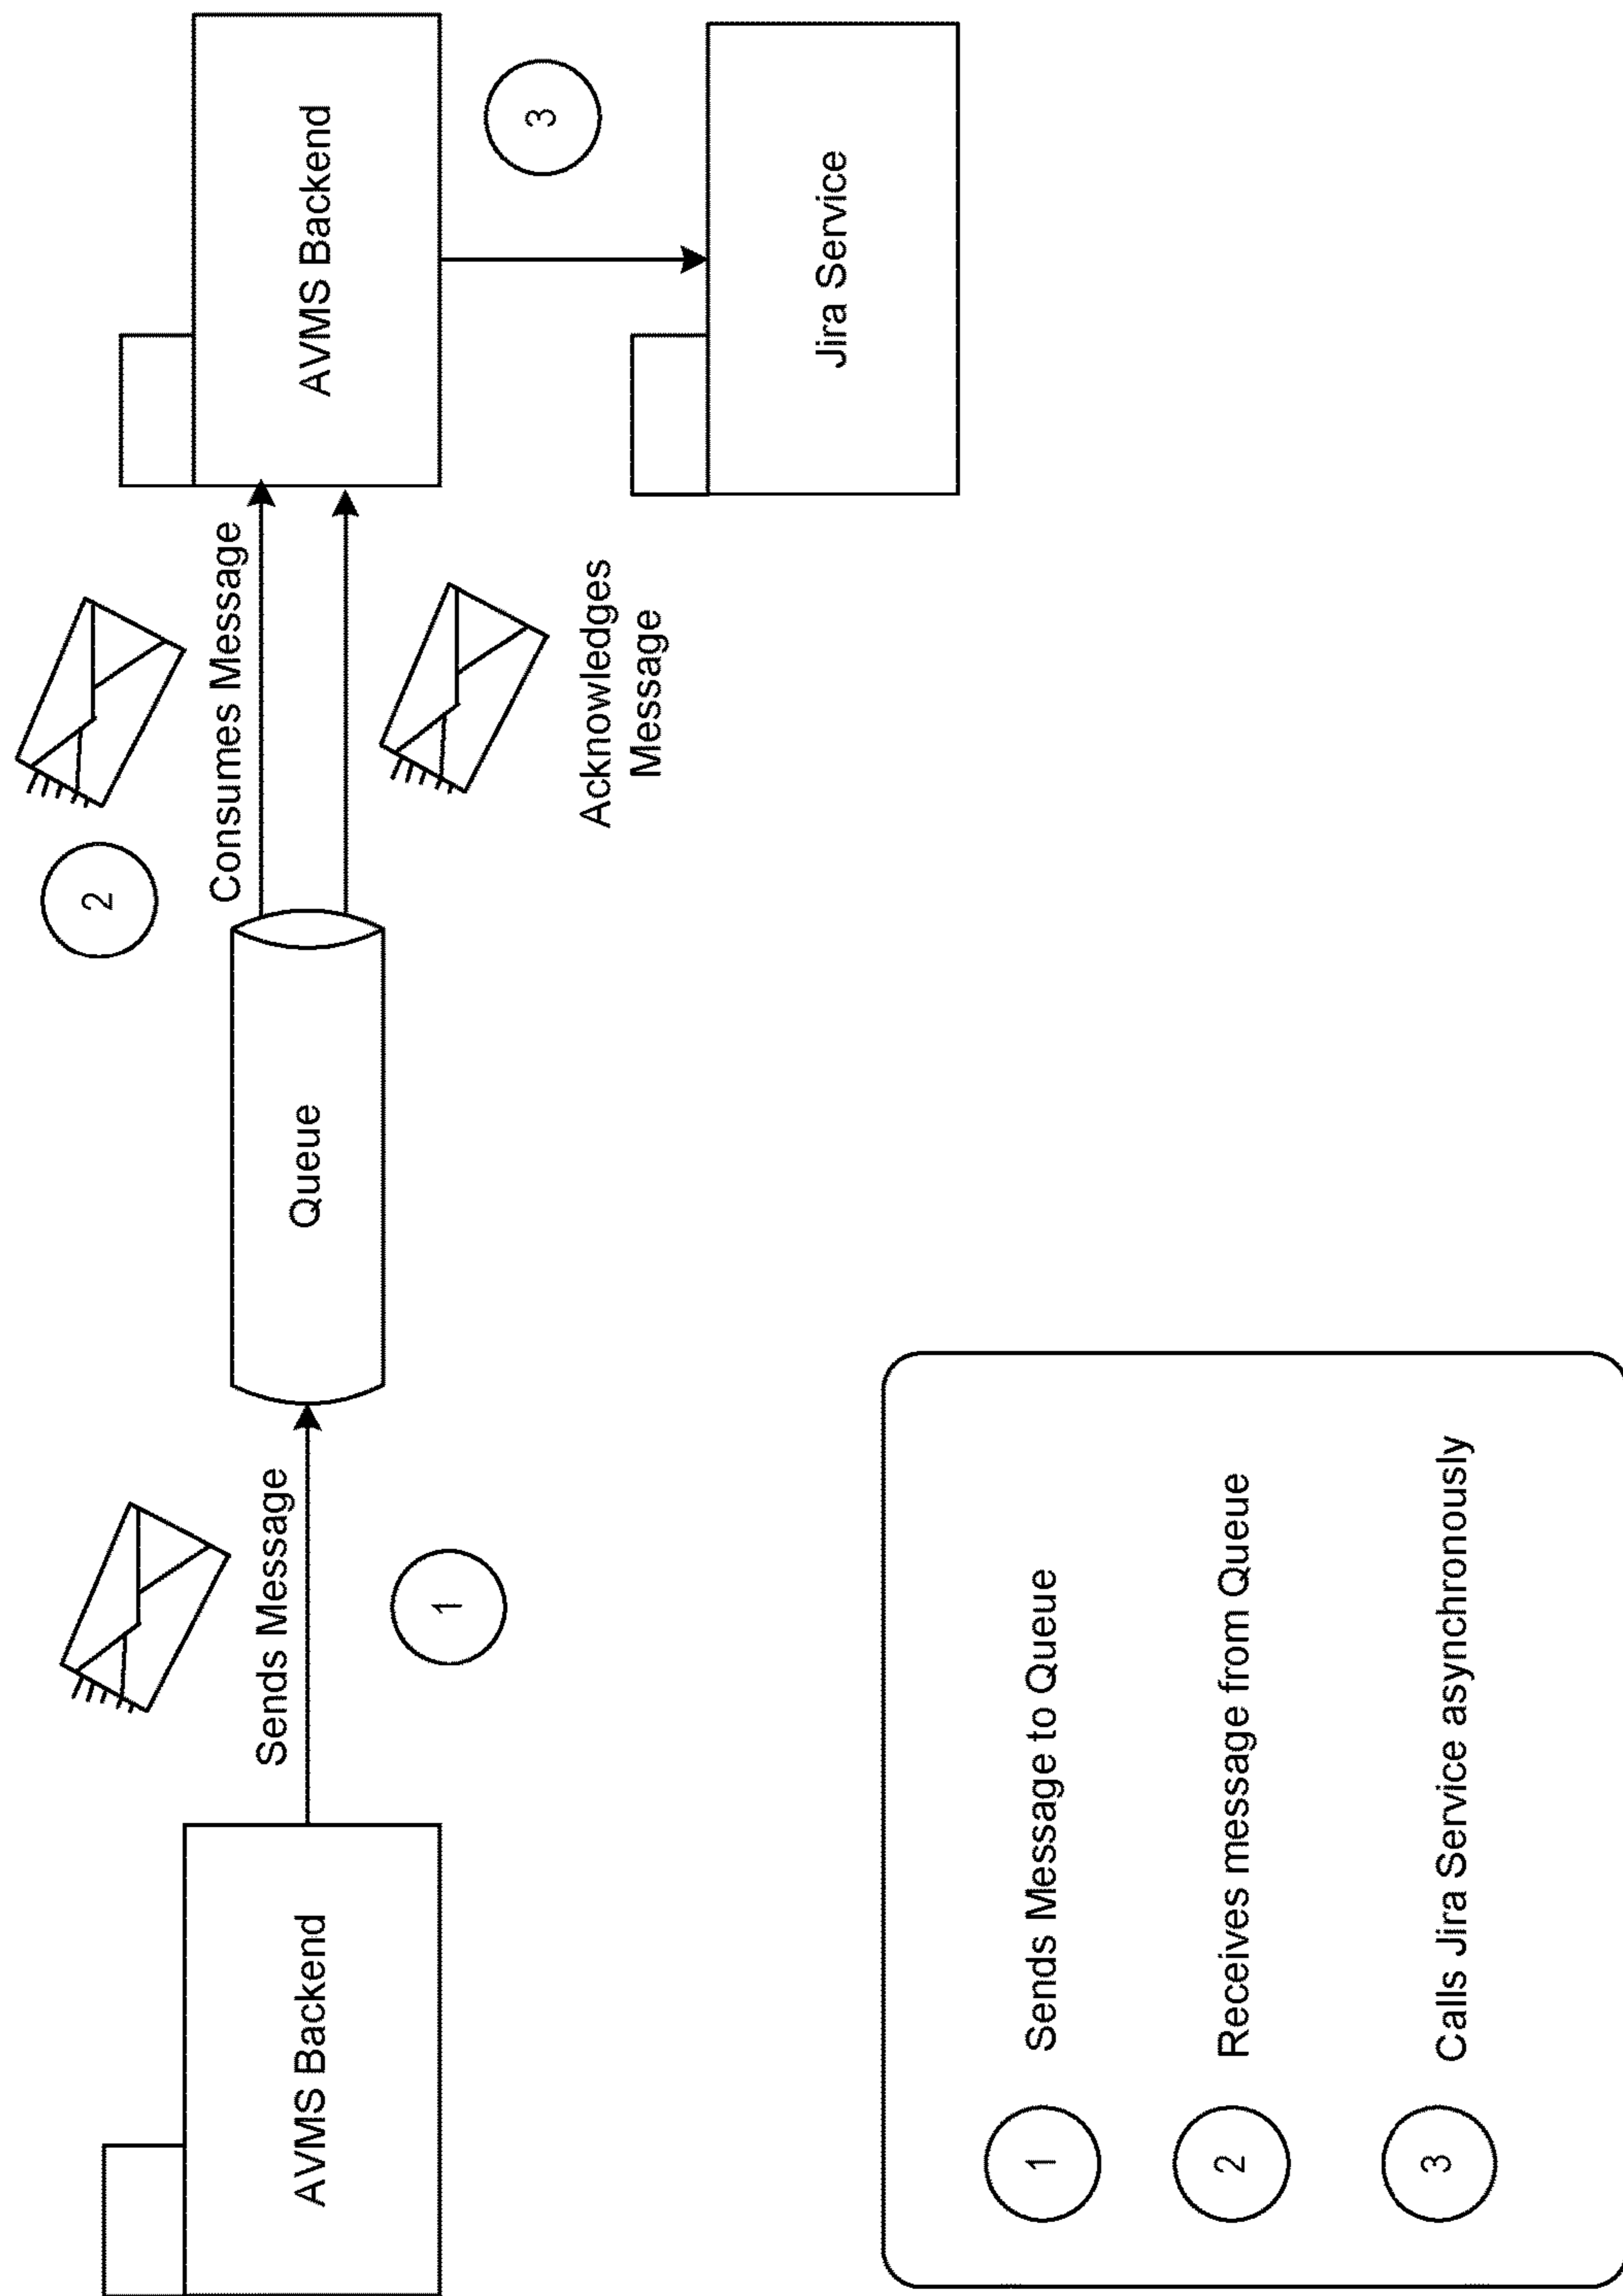 AVMS Backend
Sends Message
1
Queue
2
Consumes Message
Acknowledges
Message
AVMS Backend
3
Jira Service
1 Sends Message to Queue
2 Receives message from Queue
3 Calls Jira Service asynchronously